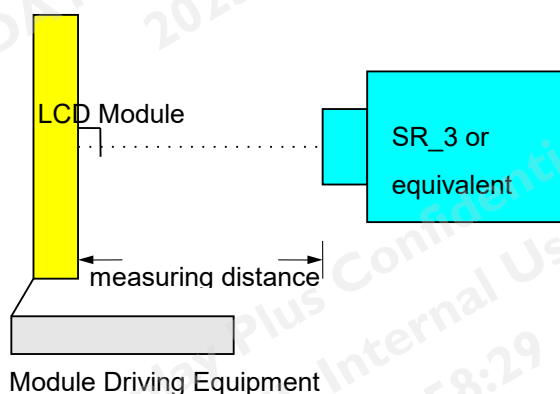 LCD Module
SR_3 or
equivalent
measuring distance
Module Driving Equipment